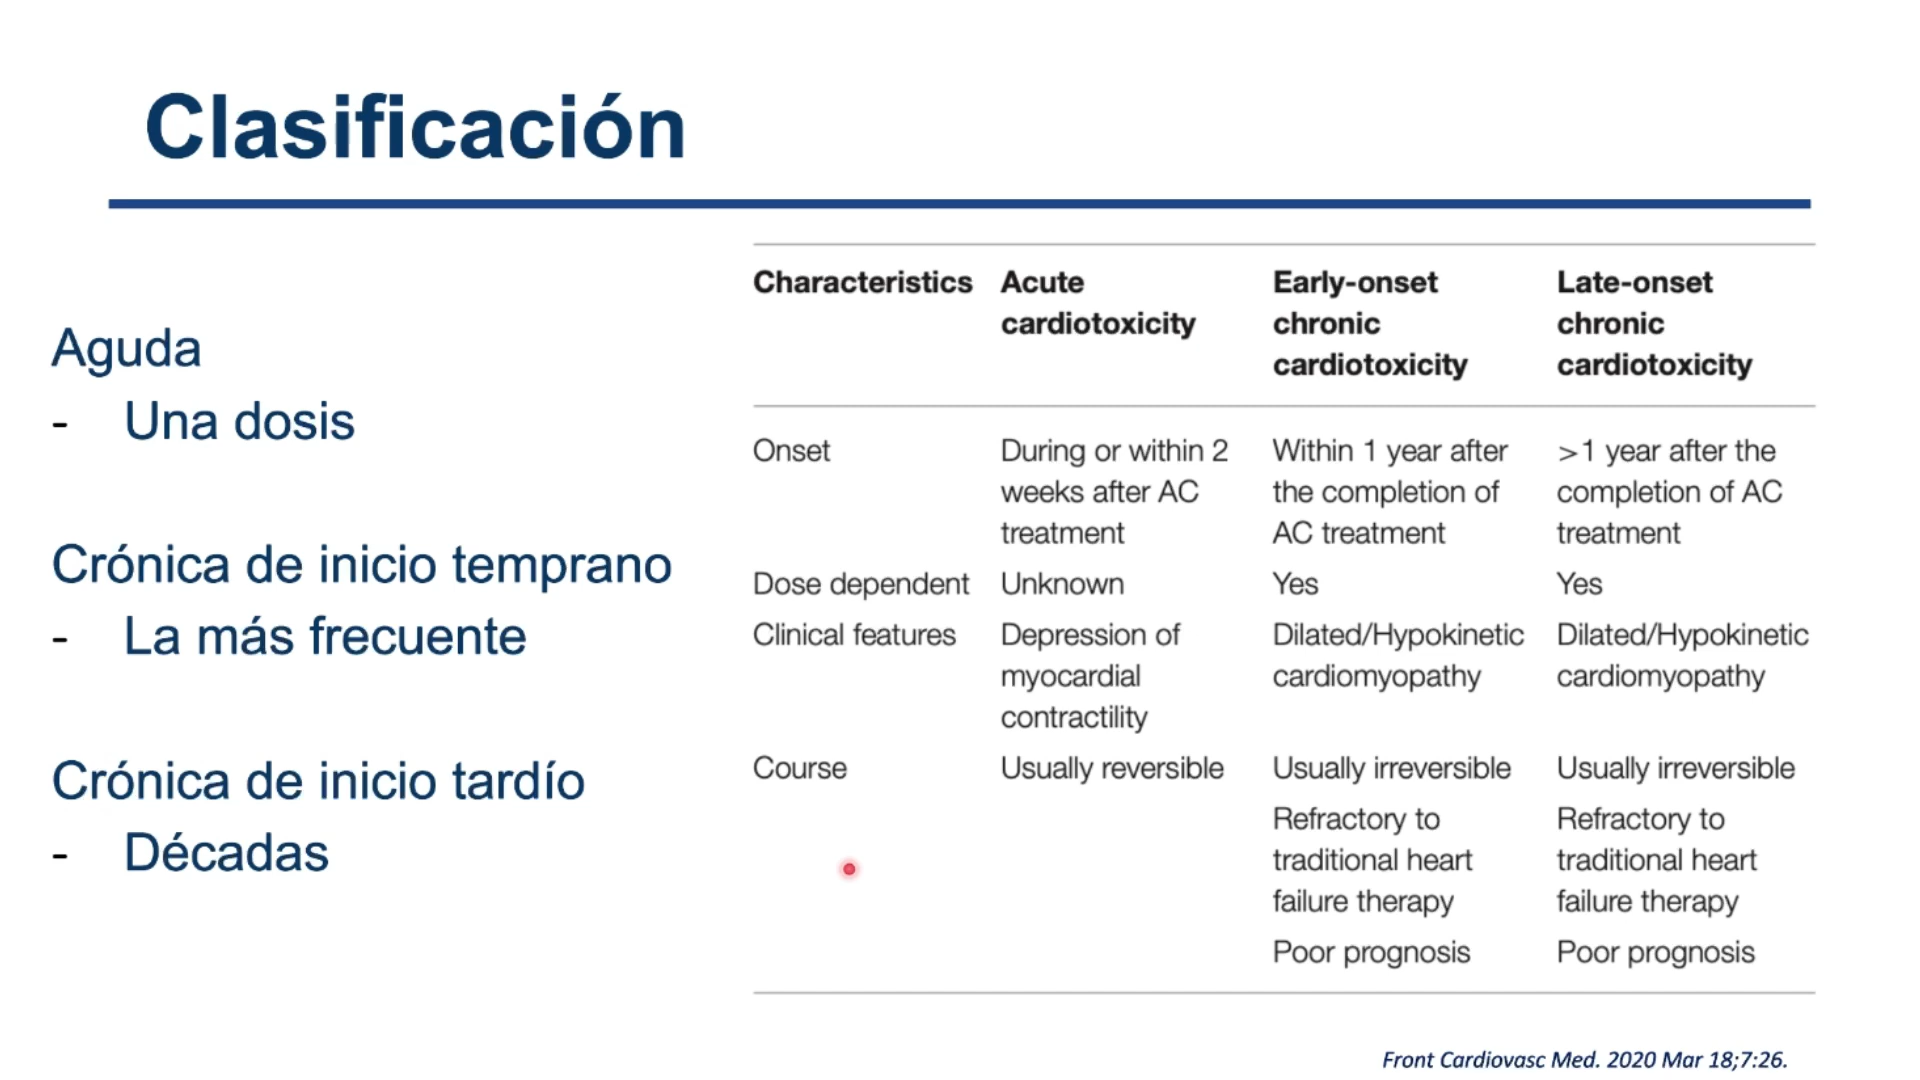 Clasificación
Aguda
- Una dosis
Crónica de inicio temprano
- La más frecuente
Crónica de inicio tardío
- Décadas
Characteristics Acute cardiotoxicity Early-onset chronic cardiotoxicity Late-onset chronic cardiotoxicity
Onset During or within 2 weeks after AC treatment Within 1 year after the completion of AC treatment >1 year after the completion of AC treatment
Dose dependent Unknown Yes Yes
Clinical features Depression of myocardial contractility Dilated/Hypokinetic cardiomyopathy Dilated/Hypokinetic cardiomyopathy
Course Usually reversible Usually irreversible Usually irreversible
Refractory to traditional heart failure therapy Refractory to traditional heart failure therapy
Poor prognosis Poor prognosis
Front Cardiovasc Med. 2020 Mar 18;7:26.